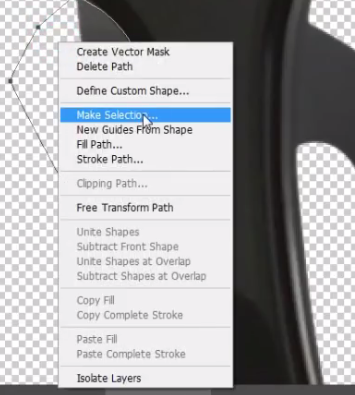 Create Vector Mask
Delete Path
Define Custom Shape...
Make Selection...
New Guides From Shape
Fill Path...
Stroke Path...
Clipping Path...
Free Transform Path
Unite Shapes
Subtract Front Shape
Unite Shapes at Overlap
Subtract Shapes at Overlap
Copy Fill
Copy Complete Stroke
Paste Fill
Paste Complete Stroke
Isolate Layers